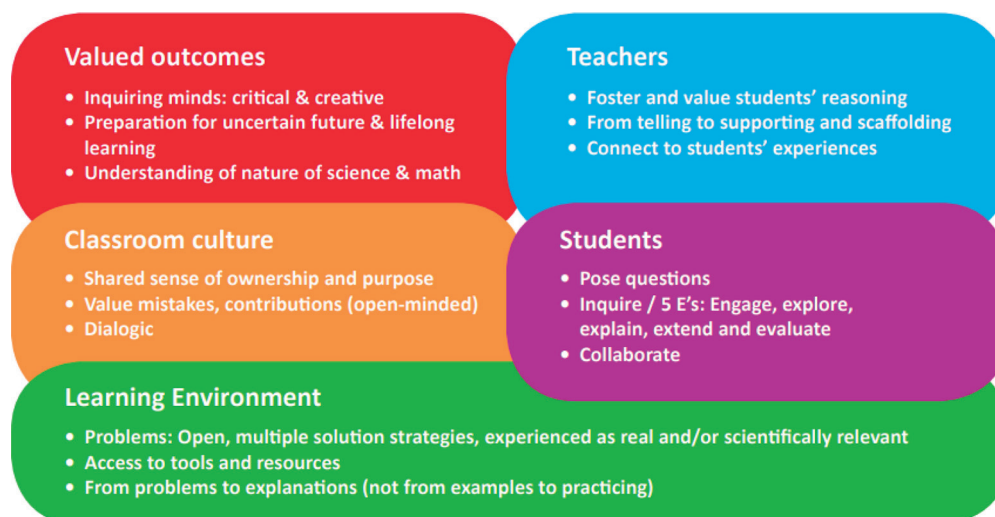 Valued outcomes
• Inquiring minds: critical & creative
• Preparation for uncertain future & lifelong
learning
• Understanding of nature of science & math
Teachers
• Foster and value students’ reasoning
• From telling to supporting and scaffolding
• Connect to students’ experiences
Classroom culture
• Shared sense of ownership and purpose
• Value mistakes, contributions (open-minded)
• Dialogic
Students
• Pose questions
• Inquire / 5 E’s: Engage, explore,
explain, extend and evaluate
• Collaborate
Learning Environment
• Problems: Open, multiple solution strategies, experienced as real and/or scientifically relevant
• Access to tools and resources
• From problems to explanations (not from examples to practicing)